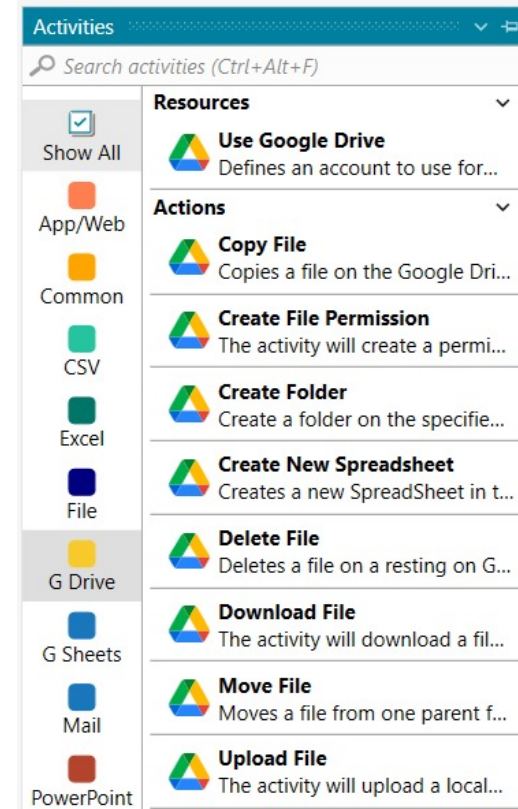 Activities
Search activities (Ctrl+Alt+F)
Show All
App/Web
Common
CSV
Excel
File
G Drive
G Sheets
Mail
PowerPoint
Resources
Use Google Drive
Defines an account to use for...
Actions
Copy File
Copies a file on the Google Dri...
Create File Permission
The activity will create a permi...
Create Folder
Create a folder on the specifie...
Create New Spreadsheet
Creates a new SpreadSheet in t...
Delete File
Deletes a file on a resting on G...
Download File
The activity will download a fil...
Move File
Moves a file from one parent f...
Upload File
The activity will upload a local...